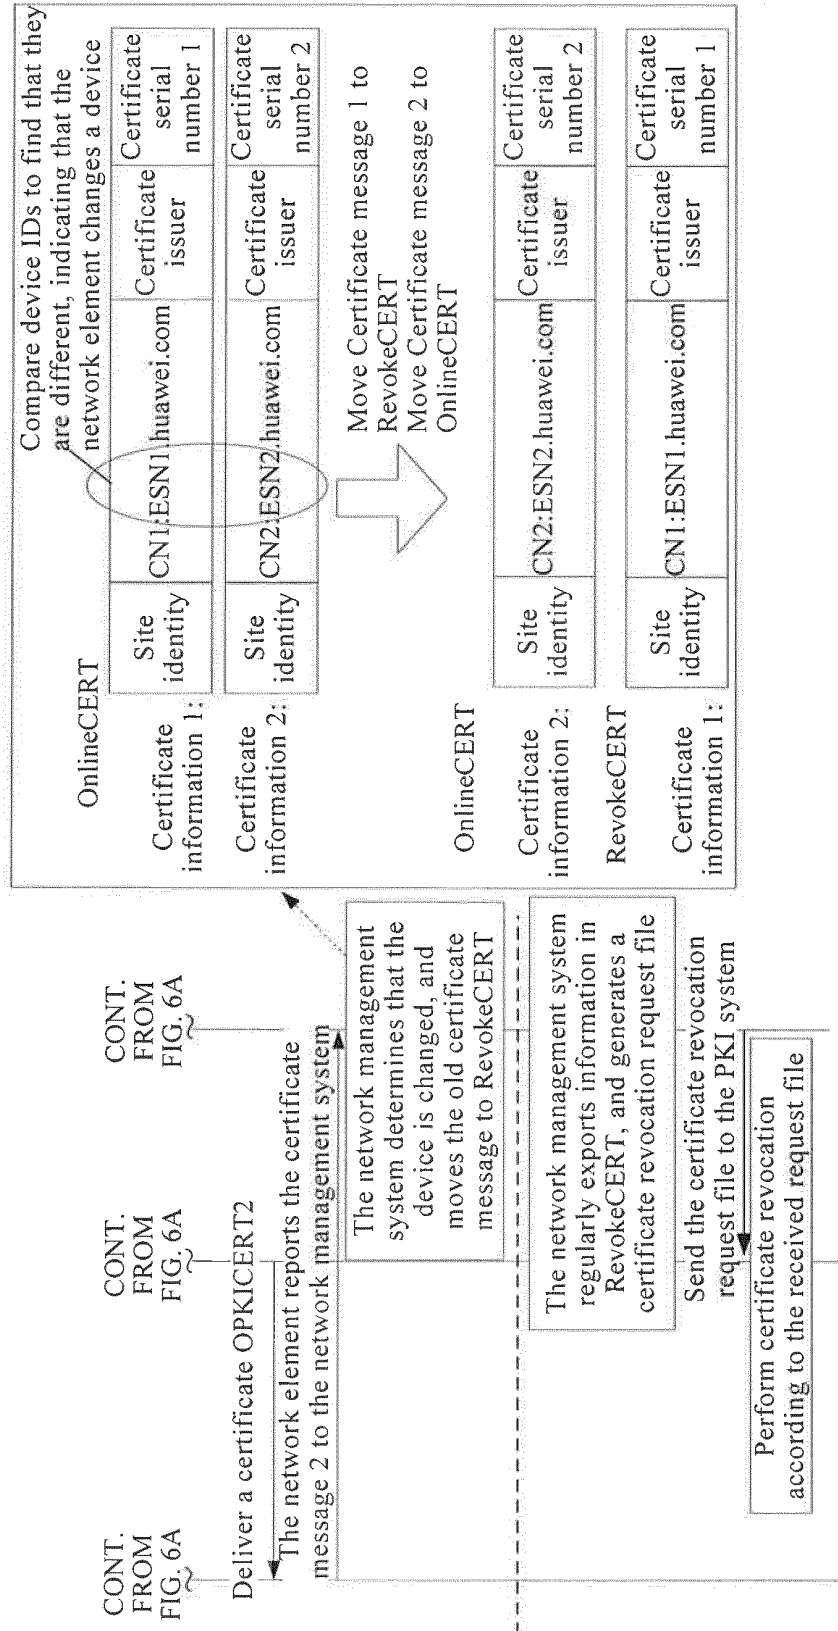 CONT.
FROM
FIG. 6A
CONT.
FROM
FIG. 6A
CONT.
FROM
FIG. 6A
Deliver a certificate OPKICERT2
The network element reports the certificate
message 2 to the network management system
The network management
system determines that the
device is changed, and
moves the old certificate
message to RevokeCERT
The network management system
regularly exports information in
RevokeCERT, and generates a
certificate revocation request file
Send the certificate revocation
request file to the PKI system
Perform certificate revocation
according to the received request file
Compare device IDs to find that they
are different, indicating that the
network element changes a device
OnlineCERT
Certificate
information 1:
Site
identity
CN1:ESN1.huawei.com
Certificate
issuer
Certificate
serial
number 1
Certificate
information 2:
Site
identity
CN2:ESN2.huawei.com
Certificate
issuer
Certificate
serial
number 2
Move Certificate message 1 to
RevokeCERT
Move Certificate message 2 to
OnlineCERT
OnlineCERT
Certificate
information 2:
Site
identity
CN2:ESN2.huawei.com
Certificate
issuer
Certificate
serial
number 2
RevokeCERT
Certificate
information 1:
Site
identity
CN1:ESN1.huawei.com
Certificate
issuer
Certificate
serial
number 1